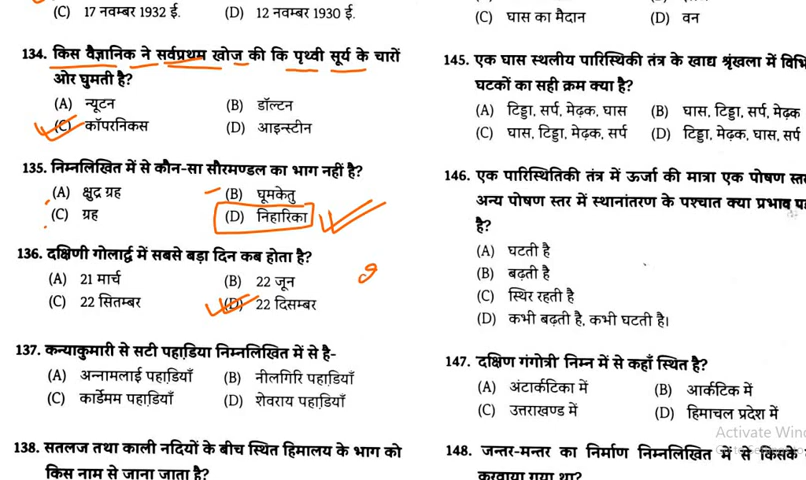 (C) 17 नवम्बर 1932 ई. (D) 12 नवम्बर 1930 ई.
134. किस वैज्ञानिक ने सर्वप्रथम खोज की कि पृथ्वी सूर्य के चारों
ओर घुमती है?
(A) न्यूटन (B) डॉल्टन
(C) कॉपरनिकस (D) आइन्स्टीन
135. निम्नलिखित में से कौन-सा सौरमण्डल का भाग नहीं है?
(A) क्षुद्र ग्रह (B) घूमकेतु
(C) ग्रह (D) निहारिका
136. दक्षिणी गोलार्द्ध में सबसे बड़ा दिन कब होता है?
(A) 21 मार्च (B) 22 जून
(C) 22 सितम्बर (D) 22 दिसम्बर
137. कन्याकुमारी से सटी पहाडि़या निम्नलिखित में से है-
(A) अन्नामलाई पहाडि़याँ (B) नीलगिरि पहाडि़याँ
(C) कार्डेमम पहाडि़याँ (D) शेवराय पहाडि़याँ
138. सतलज तथा काली नदियों के बीच स्थित हिमालय के भाग को
किस नाम से जाना जाता है?
(C) घास का मैदान (D) वन
145. एक घास स्थलीय पारिस्थिकी तंत्र के खाद्य श्रृंखला में
घटकों का सही क्रम क्या है?
(A) टिड्डा, सर्प, मेढ़क, घास (B) घास, टिड्डा, सर्प, मेढ़क
(C) घास, टिड्डा, मेढ़क, सर्प (D) टिड्डा, मेढ़क, घास, सर्प
146. एक पारिस्थितिकी तंत्र में ऊर्जा की मात्रा एक पोषण
अन्य पोषण स्तर में स्थानांतरण के पश्चात क्या प्रभाव
है?
(A) घटती है
(B) बढ़ती है
(C) स्थिर रहती है
(D) कभी बढ़ती है, कभी घटती है।
147. दक्षिण गंगोत्री निम्न में से कहाँ स्थित है?
(A) अंटार्कटिका में (B) आर्कटिक में
(C) उत्तराखण्ड में (D) हिमाचल प्रदेश में
Activate
148. जन्तर-मन्तर का निर्माण निम्नलिखित में से किसके
करवाया गया था?